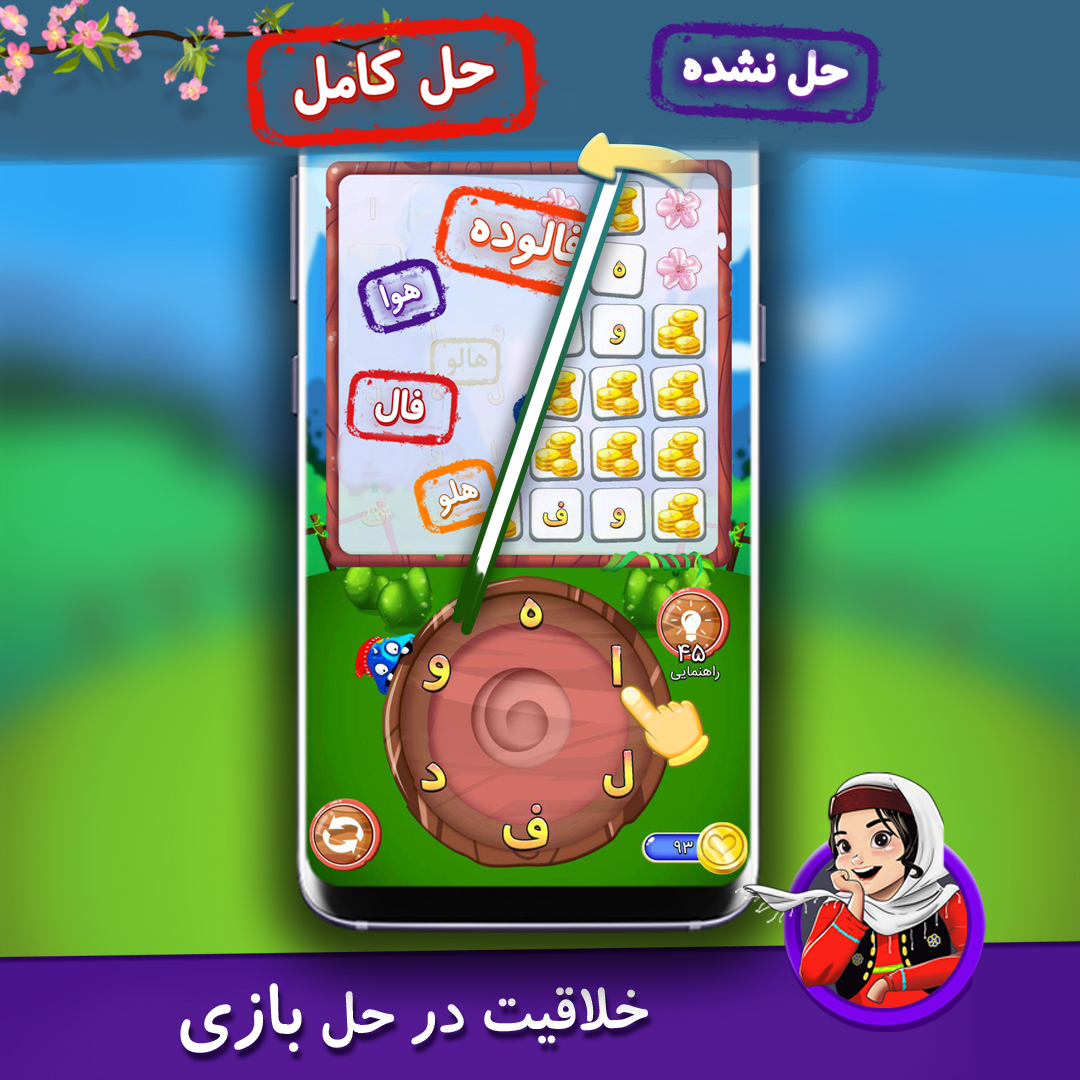 حل نشده
حل کامل
فالوده
هوا
هالو
فال
هلو
ه
و
و
ف
ه
ا
و
ل
د
ف
۴۵
راهنمایی
۹۳
خلاقیت در حل بازی